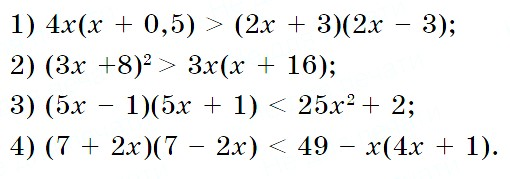 1) 4x(x + 0,5) > (2x + 3)(2x − 3);
2) (3x +8)² > 3x(x + 16);
3) (5x − 1)(5x + 1) < 25x² + 2;
4) (7 + 2x)(7 − 2x) < 49 − x(4x + 1).